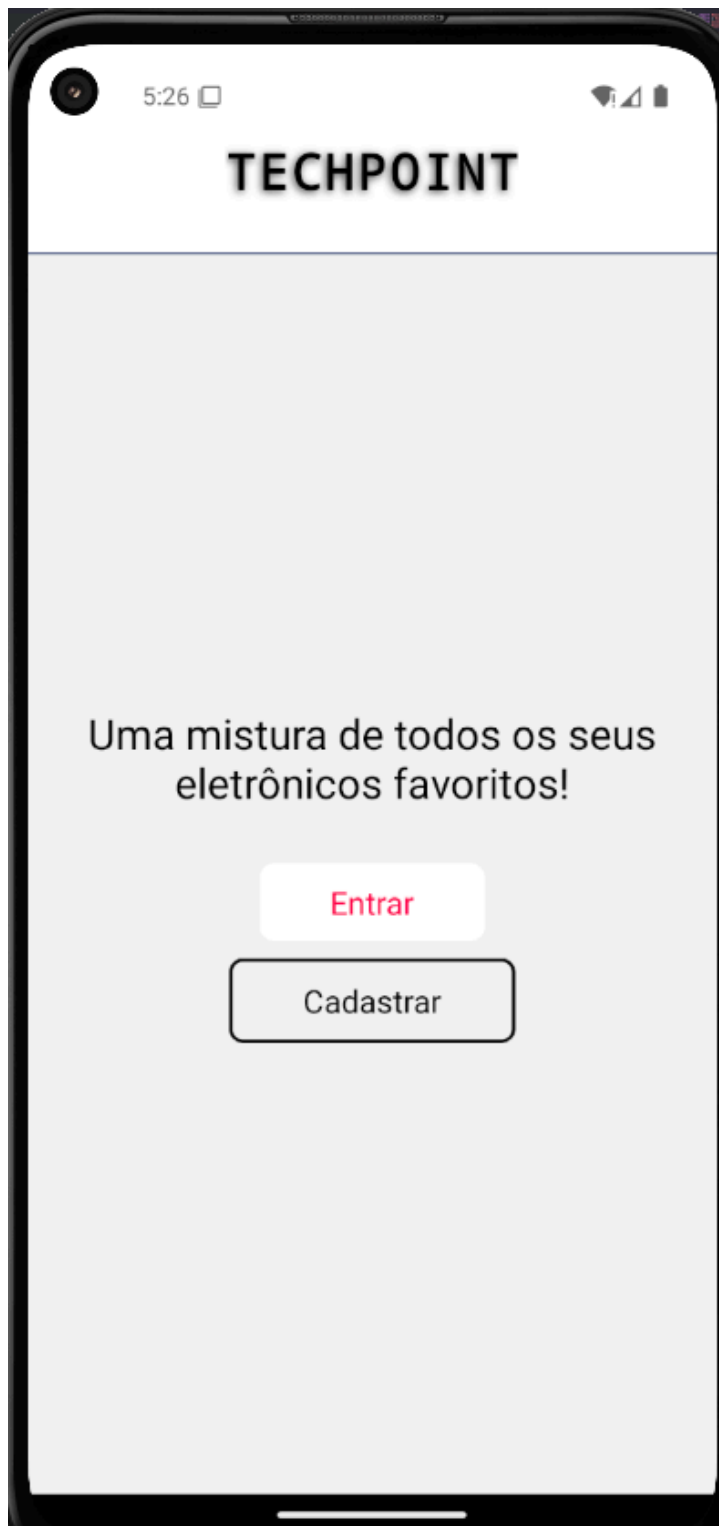 5:26
TECHPOINT
Uma mistura de todos os seus
eletrônicos favoritos!
Entrar
Cadastrar